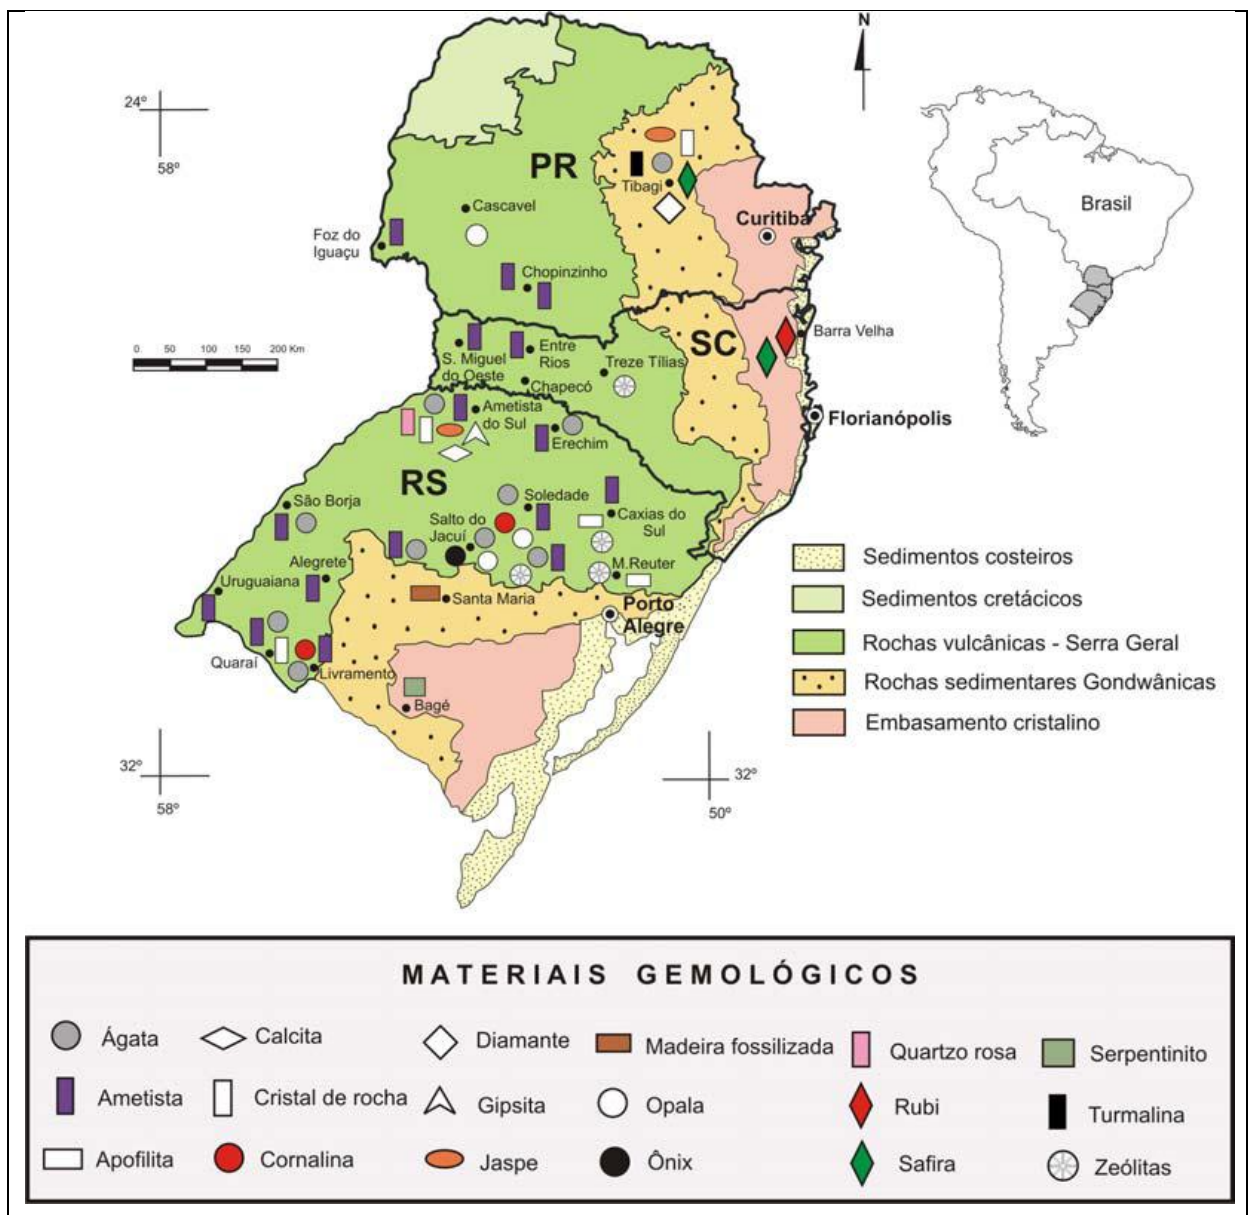 N
24º
58º
PR
Tibagi
Cascavel
Curitiba
Foz do
Iguaçu
Chopinzinho
Brasil
0 50 100 150 200 Km
S. Miguel
do Oeste
Entre
Rios
Chapecó
Treze Tílias
SC
Barra Velha
Florianópolis
Ametista
do Sul
Erechim
RS
São Borja
Soledade
Salto do
Jacuí
Caxias do
Sul
Alegrete
Uruguaiana
M.Reuter
Santa Maria
Porto
Alegre
Quaraí
Livramento
Bagé
32º
58º
32º
50º
Sedimentos costeiros
Sedimentos cretácicos
Rochas vulcânicas - Serra Geral
Rochas sedimentares Gondwânicas
Embasamento cristalino
MATERIAIS GEMOLÓGICOS
Ágata
Calcita
Diamante
Madeira fossilizada
Quartzo rosa
Serpentinito
Ametista
Cristal de rocha
Gipsita
Opala
Rubi
Turmalina
Apofilita
Cornalina
Jaspe
Ônix
Safira
Zeólitas